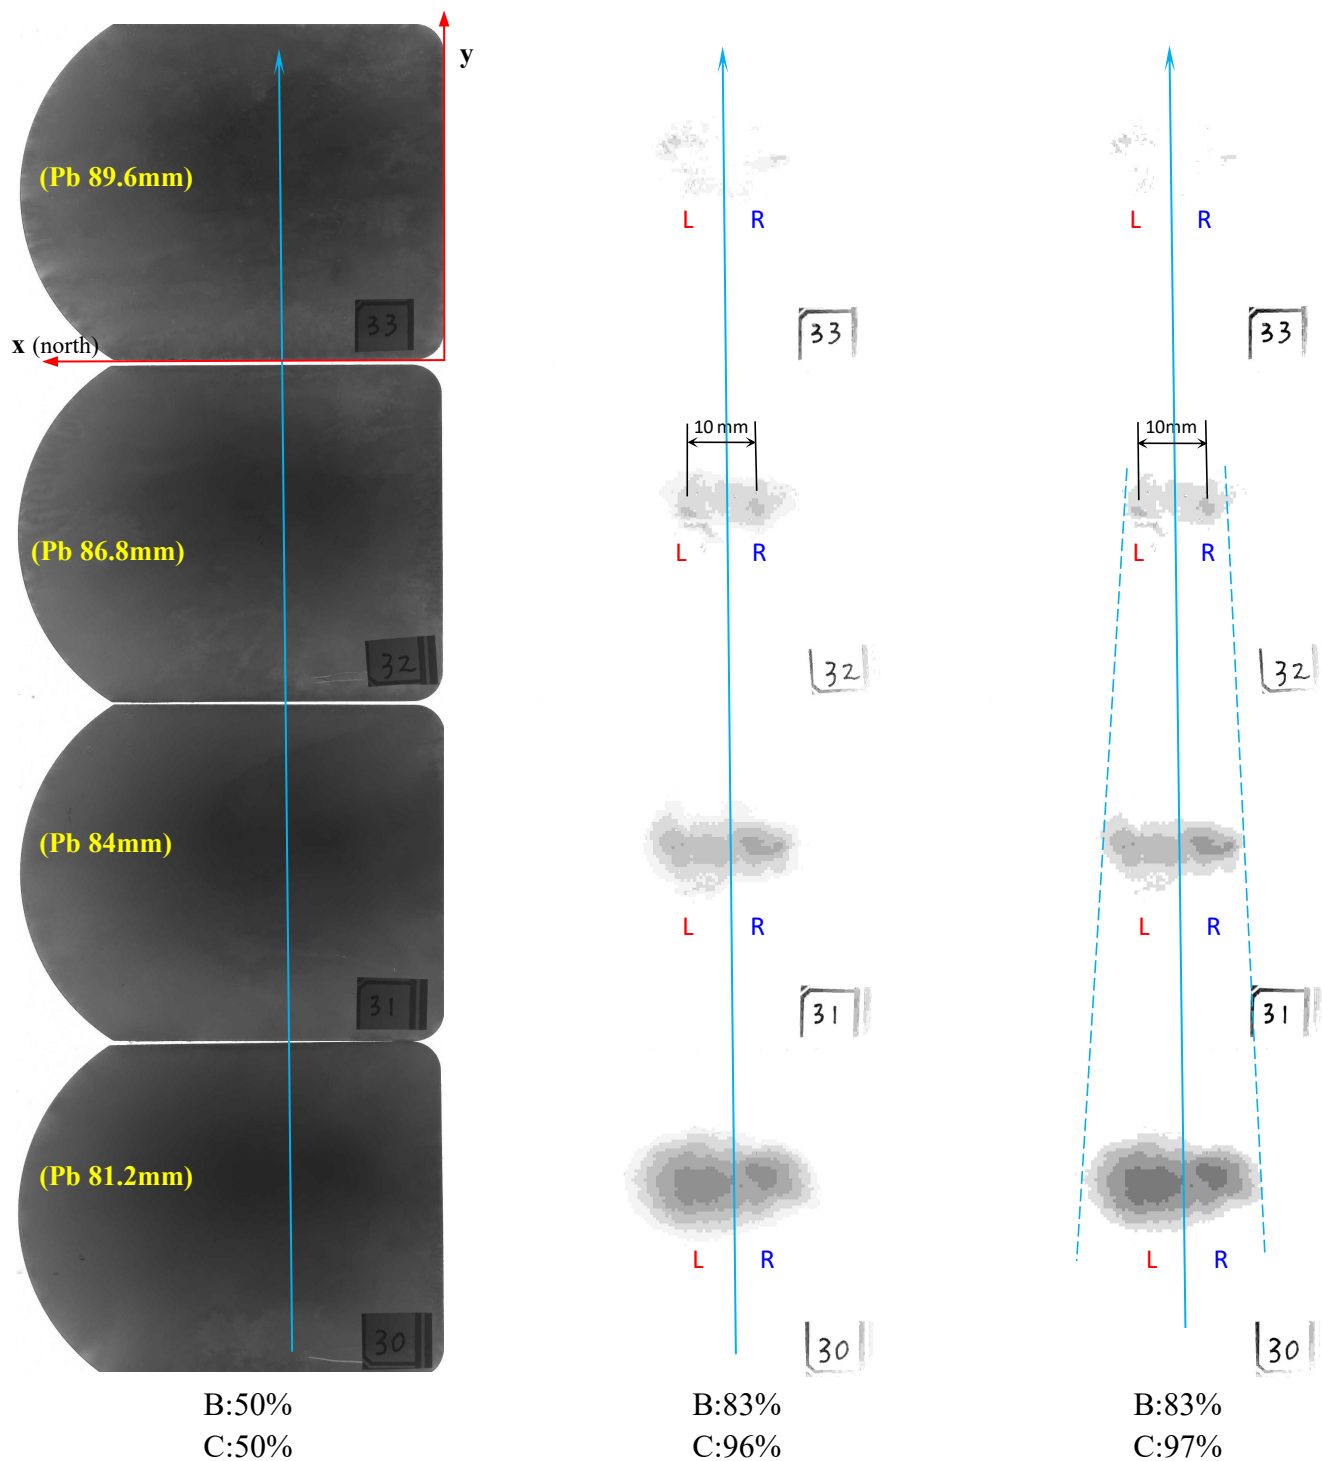 y
(Pb 89.6mm)
L R
L R
33
33
33
x (north)
10 mm
10mm
(Pb 86.8mm)
L R
L R
32
32
32
(Pb 84mm)
L R
L R
31
31
31
(Pb 81.2mm)
L R
L R
30
30
30
B:50%
B:83%
B:83%
C:50%
C:96%
C:97%